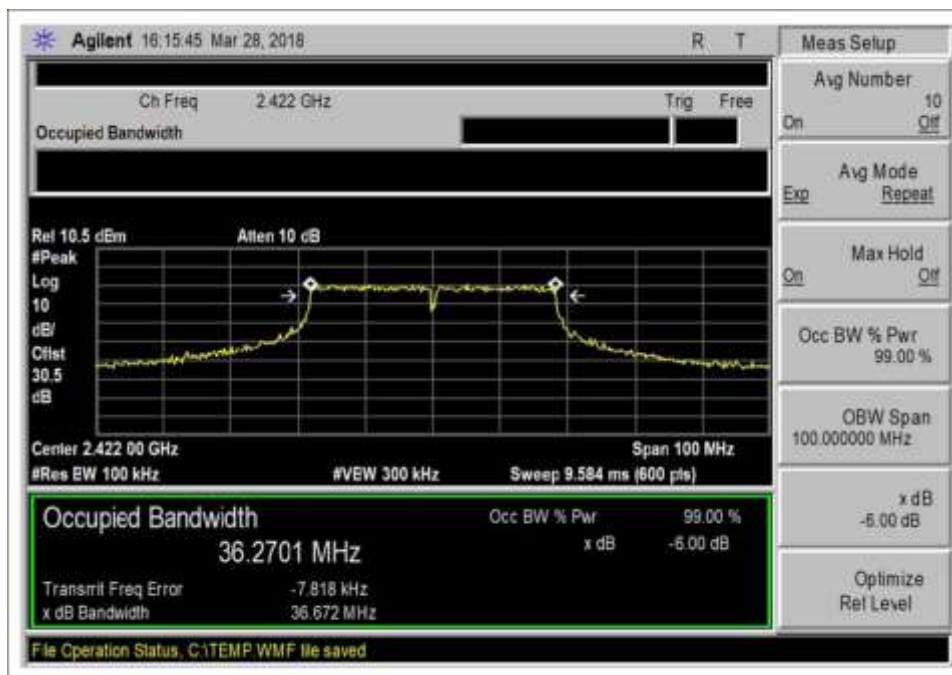 Agilent 16:15:45 Mar 28, 2018 R T
Meas Setup
Ch Freq 2.422 GHz Trig Free
Occupied Bandwidth
Avg Number
10
On Off
Avg Mode
Exp Repeat
Max Hold
On Off
Occ BW % Pwr
99.00 %
OBW Span
100.000000 MHz
x dB
-6.00 dB
Optimize
Ref Level
Ref 10.5 dBm Atten 10 dB
#Peak
Log
10
dB/
Offst
30.5
dB
Center 2.422 00 GHz Span 100 MHz
#Res BW 100 kHz #VBW 300 kHz Sweep 9.584 ms (600 pts)
Occupied Bandwidth Occ BW % Pwr 99.00 %
36.2701 MHz x dB -6.00 dB
Transmit Freq Error -7.818 kHz
x dB Bandwidth 36.672 MHz
File Operation Status, C:\TEMP.WMF file saved